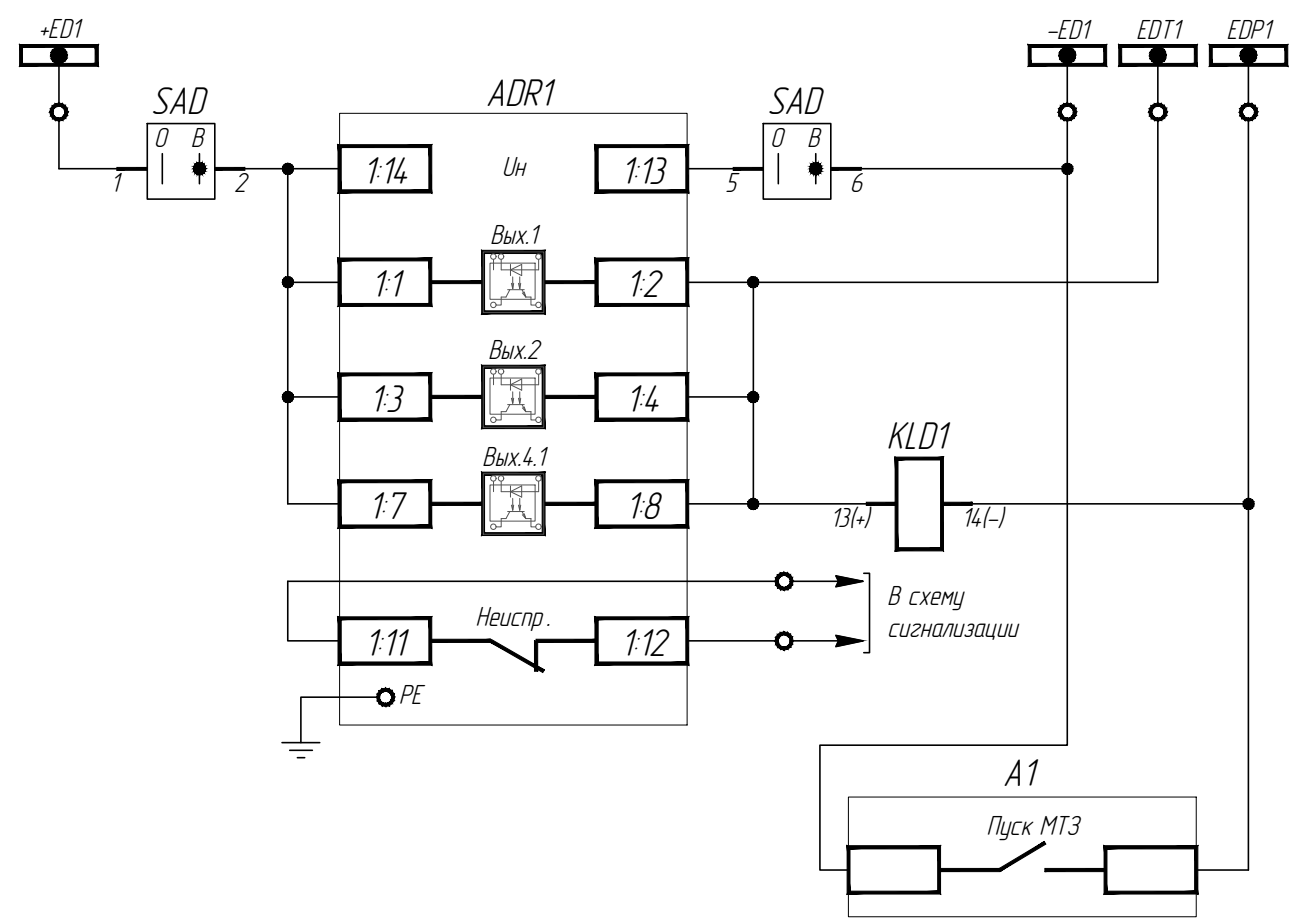 +ED1
-ED1
EDT1
EDP1
SAD
ADR1
SAD
O B
1
2
1:14
Uн
1:13
O B
5
6
Вых.1
1:1
1:2
Вых.2
1:3
1:4
Вых.4.1
1:7
1:8
KLD1
13(+)
14(-)
В схему
сигнализации
Неиспр.
1:11
1:12
PE
A1
Пуск МТЗ